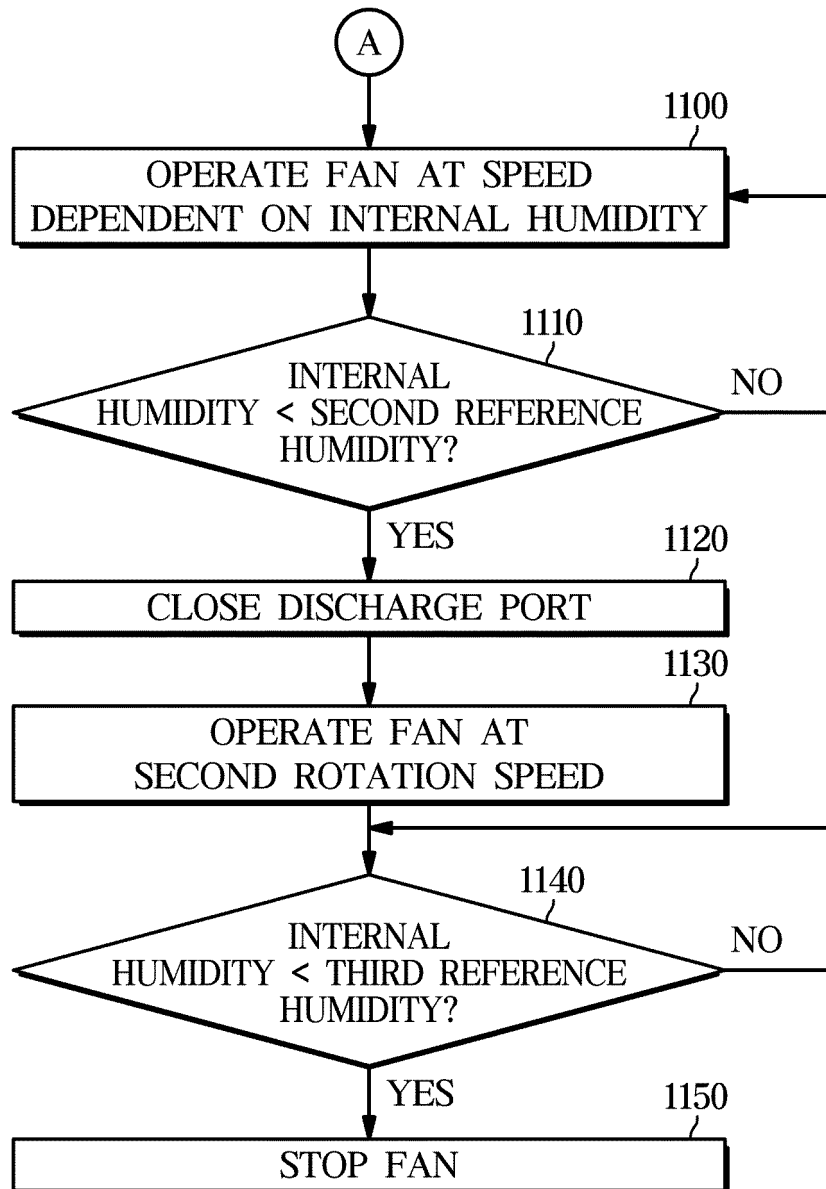 A
1100
OPERATE FAN AT SPEED
DEPENDENT ON INTERNAL HUMIDITY
1110
INTERNAL
HUMIDITY < SECOND REFERENCE
HUMIDITY?
NO
YES
1120
CLOSE DISCHARGE PORT
1130
OPERATE FAN AT
SECOND ROTATION SPEED
1140
INTERNAL
HUMIDITY < THIRD REFERENCE
HUMIDITY?
NO
YES
1150
STOP FAN